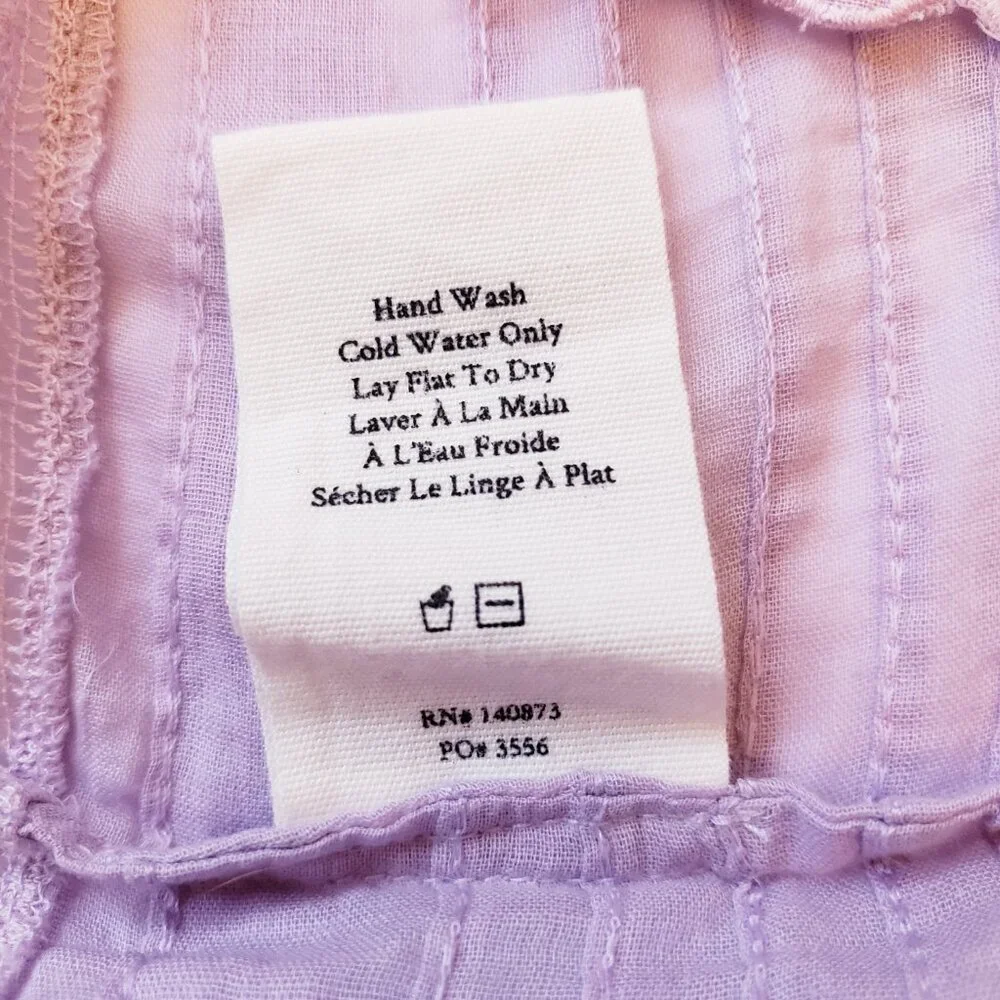 Hand Wash
Cold Water Only
Lay Flat To Dry
Laver À La Main
À L'Eau Froide
Sécher Le Linge À Plat
RN# 140873
PO# 3556